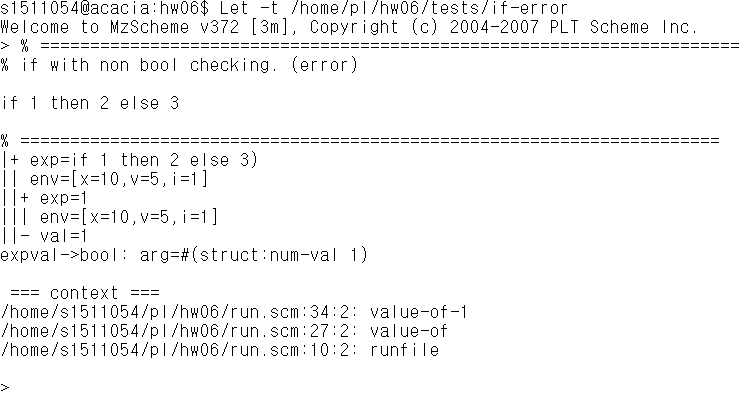 s1511054@acacia:hw06$ Let -t /home/pl/hw06/tests/if-error
Welcome to MzScheme v372 [3m], Copyright (c) 2004-2007 PLT Scheme Inc.
> % ======================================================================
% if with non bool checking. (error)
if 1 then 2 else 3
% ======================================================================
|+ exp=if 1 then 2 else 3)
|| env=[x=10,v=5,i=1]
||+ exp=1
||| env=[x=10,v=5,i=1]
||- val=1
expval->bool: arg=#(struct:num-val 1)
=== context ===
/home/s1511054/pl/hw06/run.scm:34:2: value-of-1
/home/s1511054/pl/hw06/run.scm:27:2: value-of
/home/s1511054/pl/hw06/run.scm:10:2: runfile
>